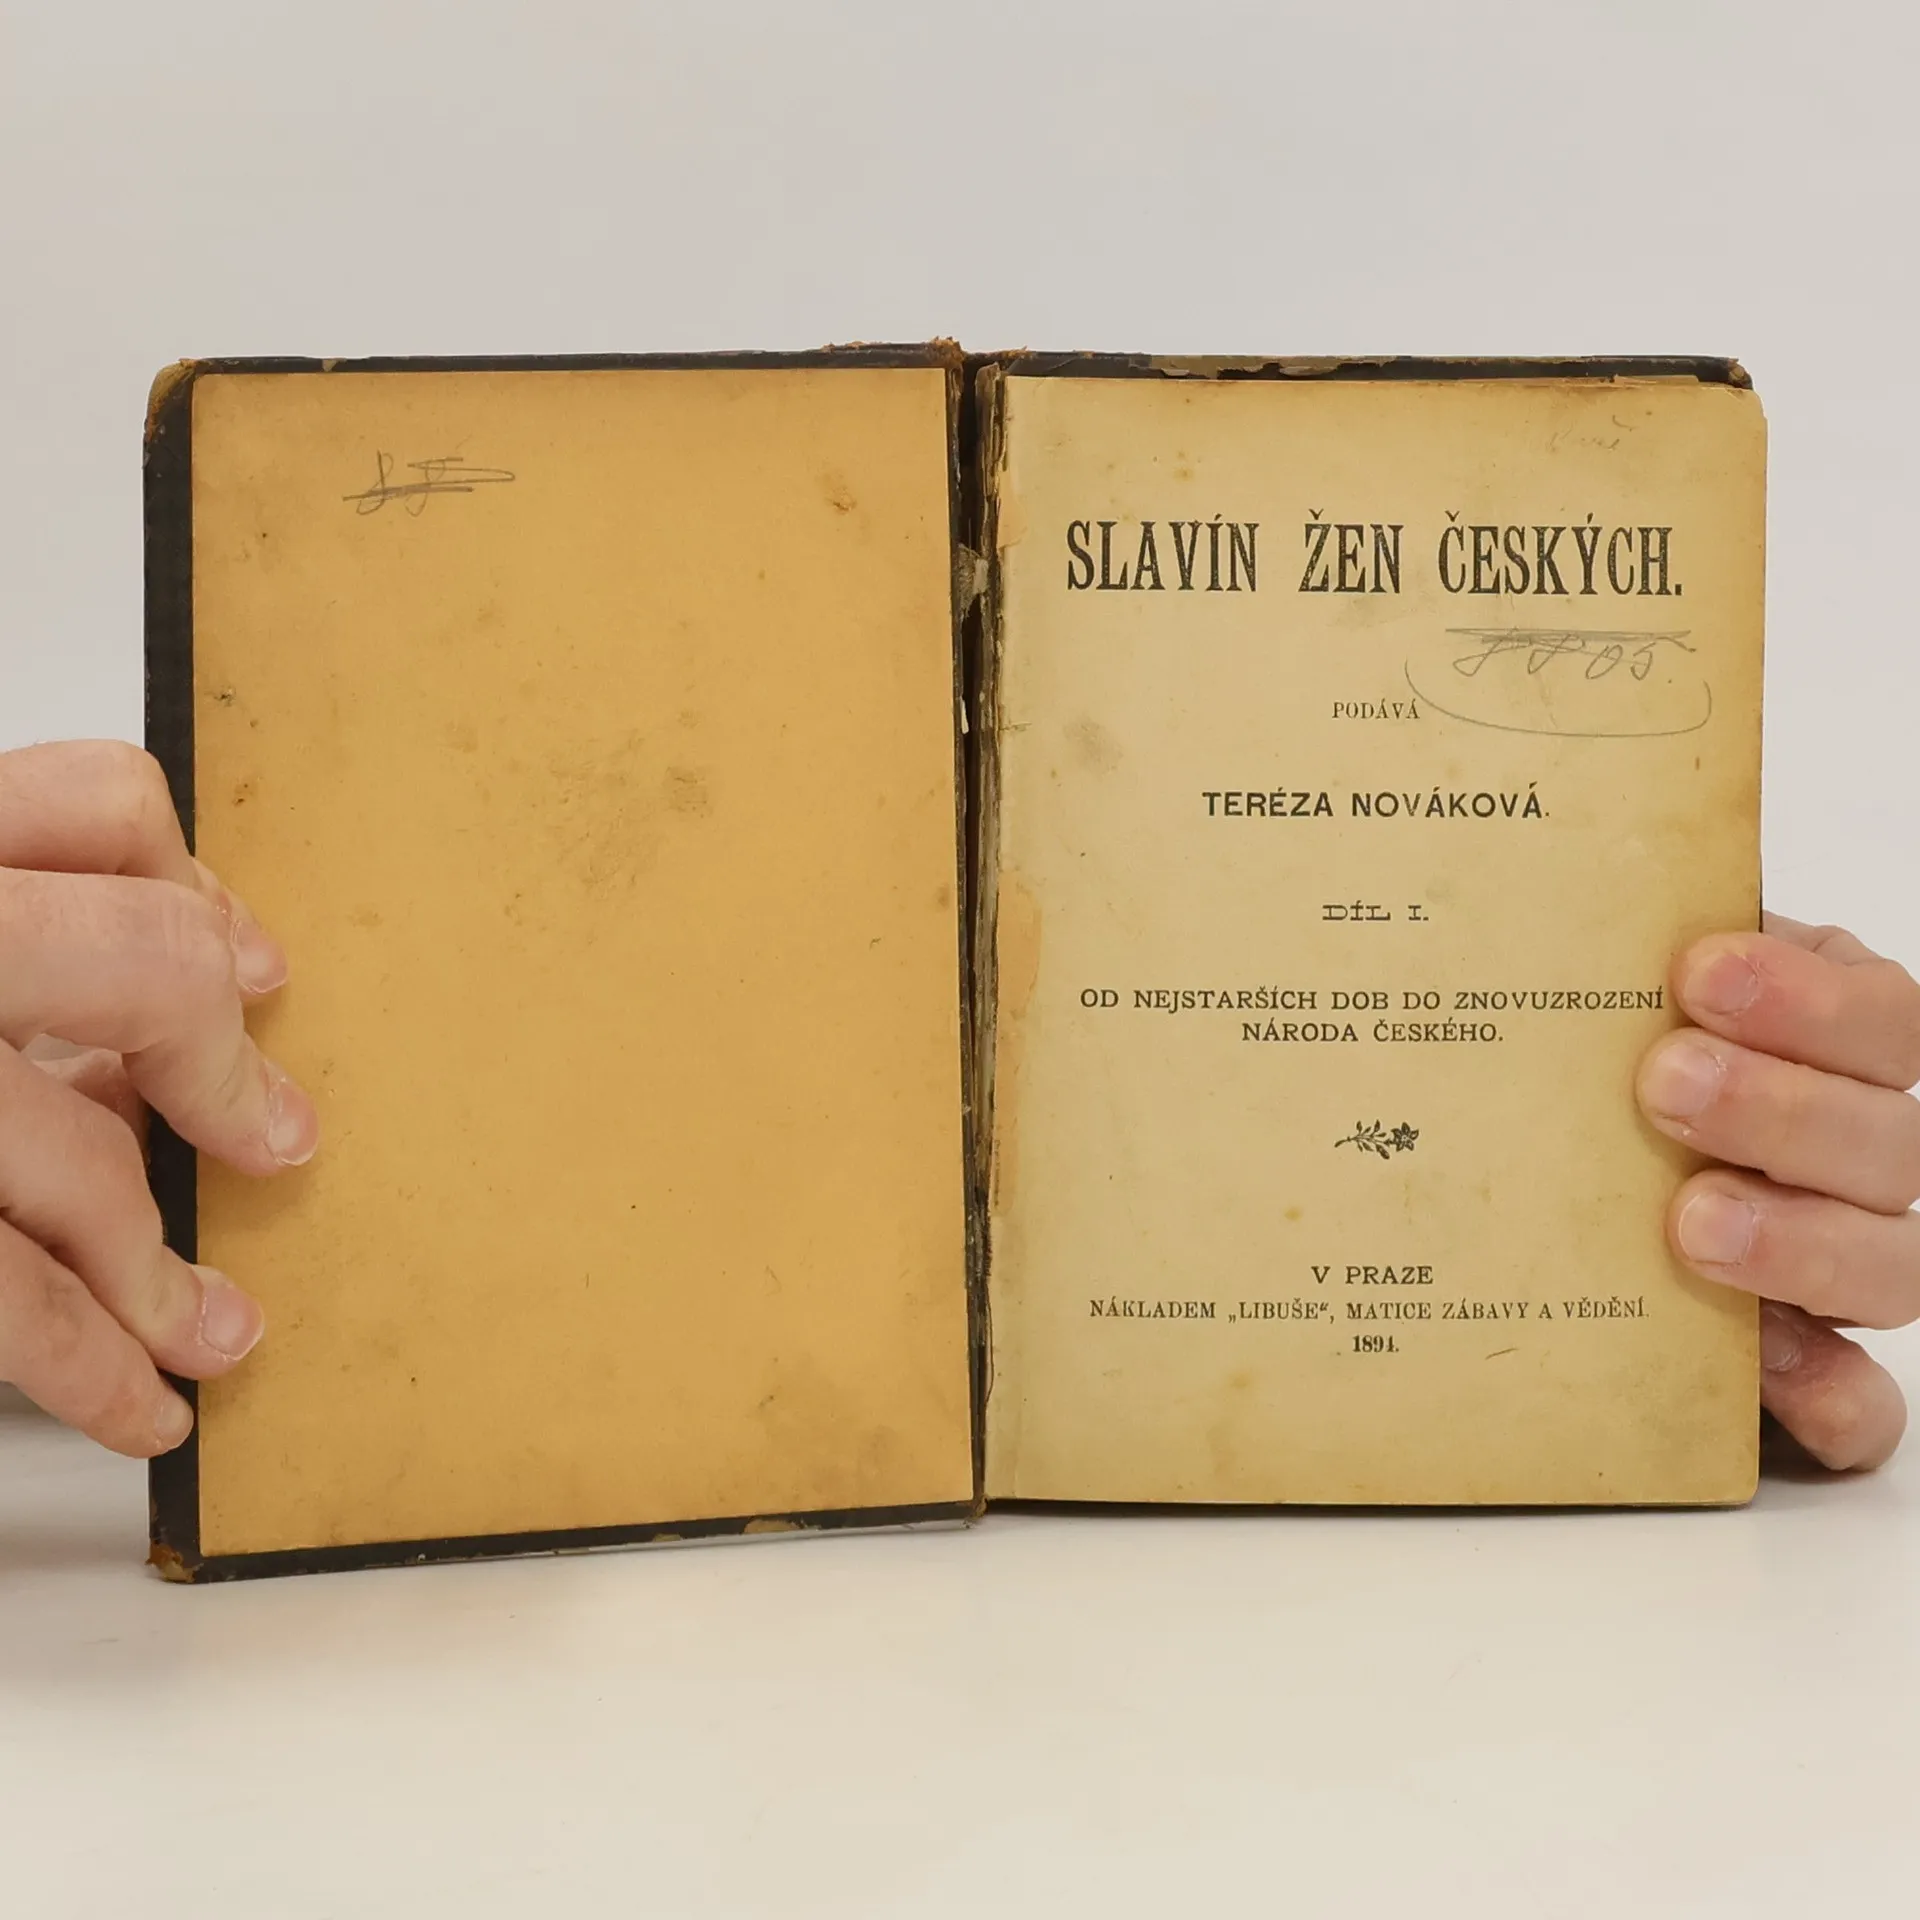 SLAVÍN ŽEN ČESKÝCH.
PODÁVÁ
TERÉZA NOVÁKOVÁ.
DÍL I.
OD NEJSTARŠÍCH DOB DO ZNOVUZROZENÍ
NÁRODA ČESKÉHO.
V PRAZE
NÁKLADEM „LIBUŠE“, MATICE ZÁBAVY A VĚDĚNÍ.
1894.